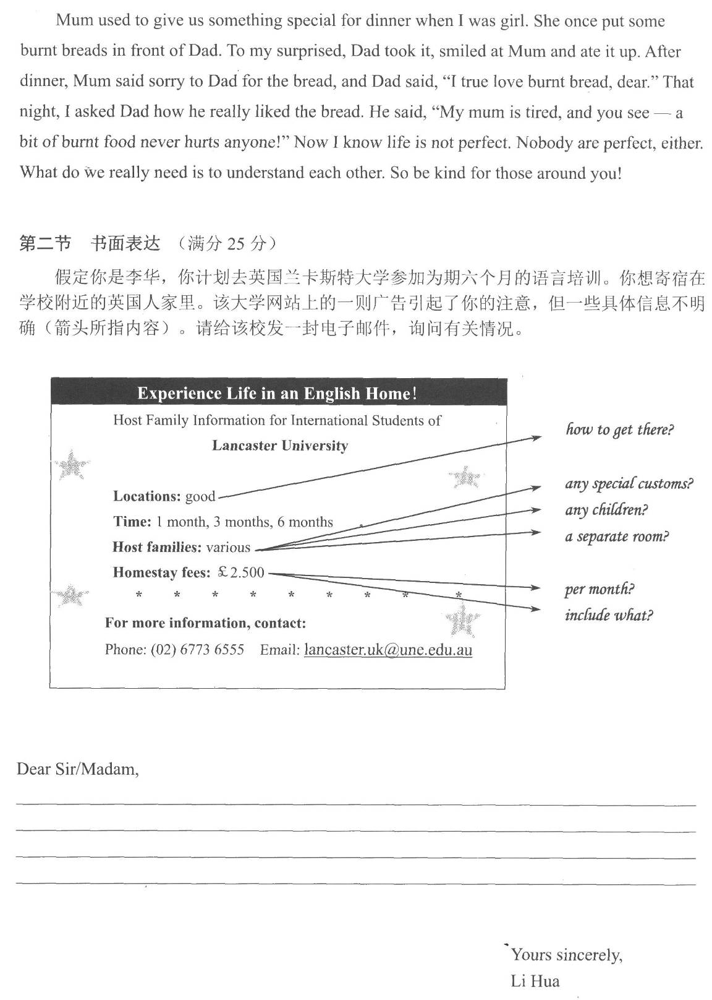 Mum used to give us something special for dinner when I was girl. She once put some
burnt breads in front of Dad. To my surprised, Dad took it, smiled at Mum and ate it up. After
dinner, Mum said sorry to Dad for the bread, and Dad said, “I true love burnt bread, dear.” That
night, I asked Dad how he really liked the bread. He said, “My mum is tired, and you see — a
bit of burnt food never hurts anyone!” Now I know life is not perfect. Nobody are perfect, either.
What do we really need is to understand each other. So be kind for those around you!
第二节 书面表达 （满分 25 分）
假定你是李华，你计划去英国兰卡斯特大学参加为期六个月的语言培训。你想寄宿在
学校附近的英国人家里。该大学网站上的一则广告引起了你的注意，但一些具体信息不明
确（箭头所指内容）。请给该校发一封电子邮件，询问有关情况。
Experience Life in an English Home!
Host Family Information for International Students of
Lancaster University
how to get there?
any special customs?
Locations: good
any children?
Time: 1 month, 3 months, 6 months
a separate room?
Host families: various
Homestay fees: £2.500
per month?
* * * * * * * * *
include what?
For more information, contact:
Phone: (02) 6773 6555 Email: lancaster.uk@une.edu.au
Dear Sir/Madam,
Yours sincerely,
Li Hua